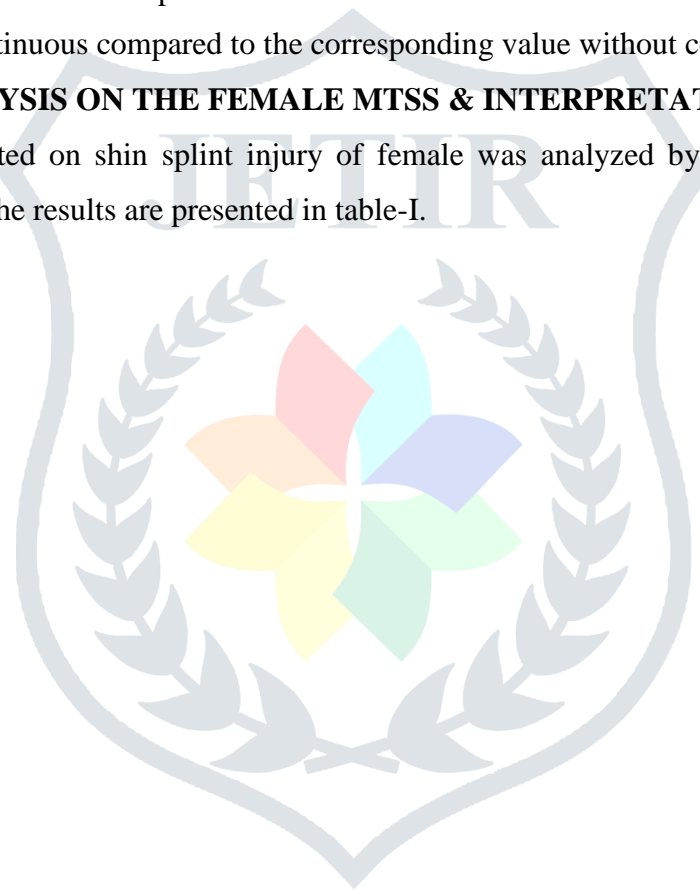 tinuous compared to the corresponding value without c
YSIS ON THE FEMALE MTSS & INTERPRETA
ted on shin splint injury of female was analyzed by
he results are presented in table-I.
JETIR